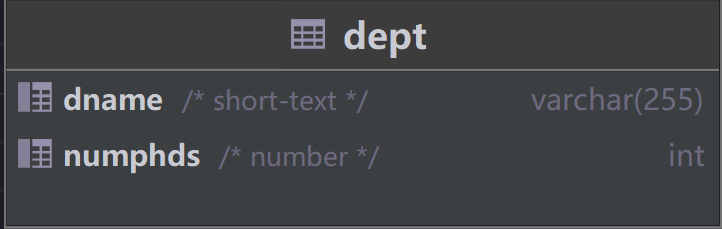 dept
dname /* short-text */ varchar(255)
numphds /* number */ int